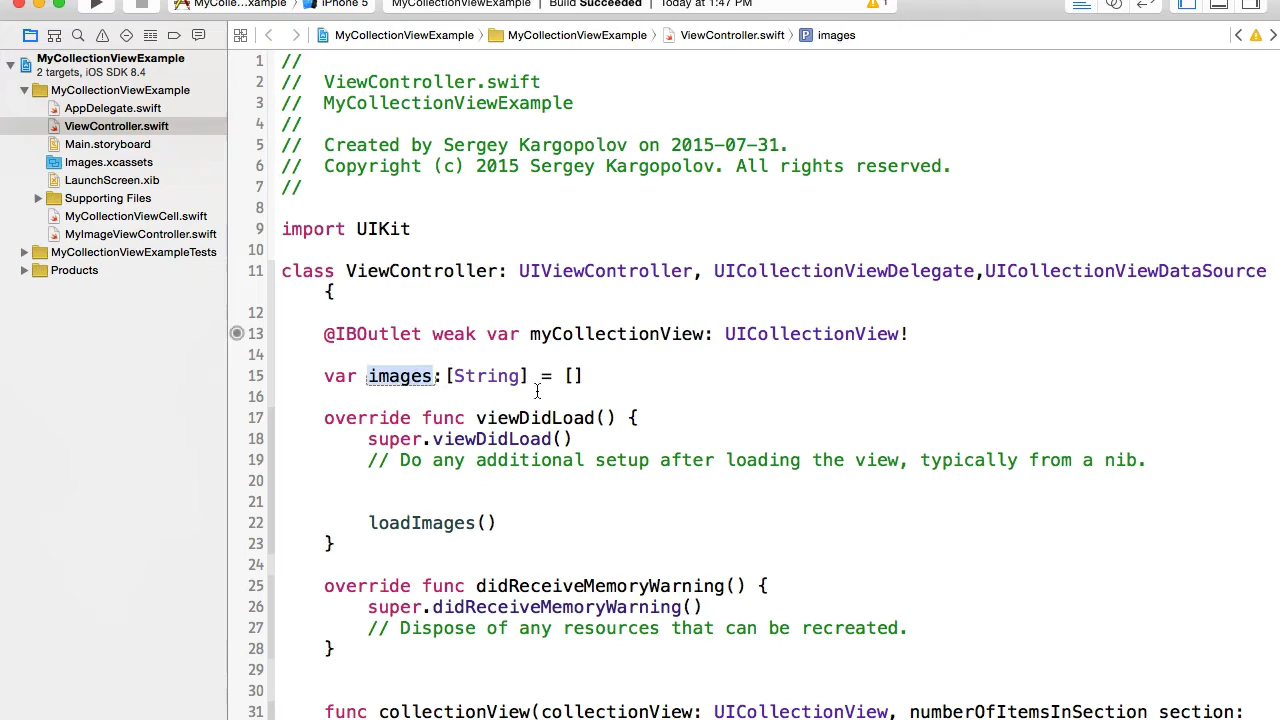 MyColle...xample 〉 iPhone 5
MyCollectionViewExample | Build Succeeded | Today at 1:47 PM
1
MyCollectionViewExample 〉 MyCollectionViewExample 〉 ViewController.swift 〉 P images
MyCollectionViewExample
2 targets, iOS SDK 8.4
MyCollectionViewExample
AppDelegate.swift
ViewController.swift
Main.storyboard
Images.xcassets
LaunchScreen.xib
Supporting Files
MyCollectionViewCell.swift
MyImageViewController.swift
MyCollectionViewExampleTests
Products
1 //
2 //  ViewController.swift
3 //  MyCollectionViewExample
4 //
5 //  Created by Sergey Kargopolov on 2015-07-31.
6 //  Copyright (c) 2015 Sergey Kargopolov. All rights reserved.
7 //
8
9 import UIKit
10
11 class ViewController: UIViewController, UICollectionViewDelegate,UICollectionViewDataSource
{
12
13 @IBOutlet weak var myCollectionView: UICollectionView!
14
15 var images:[String] = []
16
17 override func viewDidLoad() {
18 super.viewDidLoad()
19 // Do any additional setup after loading the view, typically from a nib.
20
21
22 loadImages()
23 }
24
25 override func didReceiveMemoryWarning() {
26 super.didReceiveMemoryWarning()
27 // Dispose of any resources that can be recreated.
28 }
29
30
31 func collectionView(collectionView: UICollectionView, numberOfItemsInSection section: